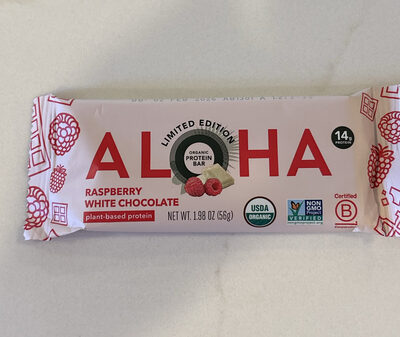 LIMITED EDITION
ALOHA
ORGANIC
PROTEIN
BAR
14g
PROTEIN
RASPBERRY
WHITE CHOCOLATE
plant-based protein
NET WT. 1.98 OZ (56g)
USDA
ORGANIC
NON
GMO
Project
VERIFIED
Certified
B